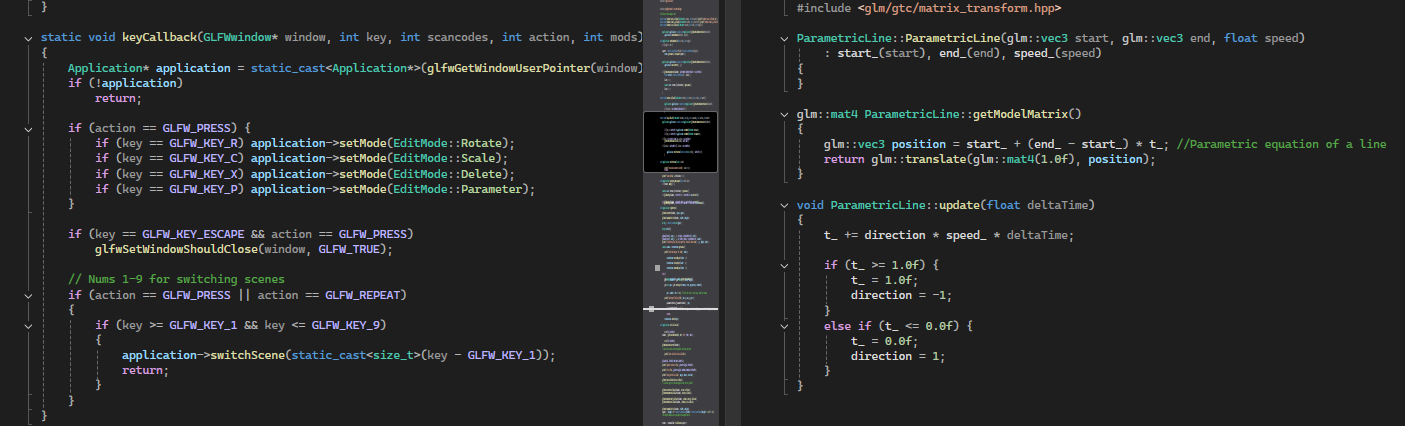 }
static void keyCallback(GLFWwindow* window, int key, int scancodes, int action, int mods)
{
Application* application = static_cast<Application*>(glfwGetWindowUserPointer(window)
if (!application)
return;
if (action == GLFW_PRESS) {
if (key == GLFW_KEY_R) application->setMode(EditMode::Rotate);
if (key == GLFW_KEY_C) application->setMode(EditMode::Scale);
if (key == GLFW_KEY_X) application->setMode(EditMode::Delete);
if (key == GLFW_KEY_P) application->setMode(EditMode::Parameter);
}
if (key == GLFW_KEY_ESCAPE && action == GLFW_PRESS)
glfwSetWindowShouldClose(window, GLFW_TRUE);
// Nums 1-9 for switching scenes
if (action == GLFW_PRESS || action == GLFW_REPEAT)
{
if (key >= GLFW_KEY_1 && key <= GLFW_KEY_9)
{
application->switchScene(static_cast<size_t>(key - GLFW_KEY_1));
return;
}
}
}
#include <glm/gtc/matrix_transform.hpp>
ParametricLine::ParametricLine(glm::vec3 start, glm::vec3 end, float speed)
: start_(start), end_(end), speed_(speed)
{
}
glm::mat4 ParametricLine::getModelMatrix()
{
glm::vec3 position = start_ + (end_ - start_) * t_; //Parametric equation of a line
return glm::translate(glm::mat4(1.0f), position);
}
void ParametricLine::update(float deltaTime)
{
t_ += direction * speed_ * deltaTime;
if (t_ >= 1.0f) {
t_ = 1.0f;
direction = -1;
}
else if (t_ <= 0.0f) {
t_ = 0.0f;
direction = 1;
}
}